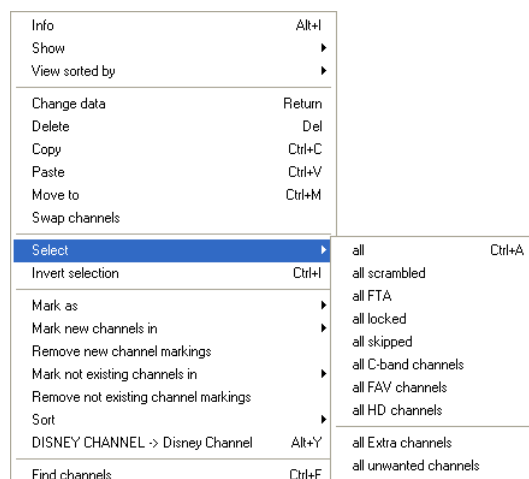 Info Alt+I
Show
View sorted by
Change data Return
Delete Del
Copy Ctrl+C
Paste Ctrl+V
Move to Ctrl+M
Swap channels
Select
Invert selection Ctrl+I
Mark as
Mark new channels in
Remove new channel markings
Mark not existing channels in
Remove not existing channel markings
Sort
DISNEY CHANNEL -> Disney Channel Alt+Y
Find channels Ctrl+F
all Ctrl+A
all scrambled
all FTA
all locked
all skipped
all C-band channels
all FAV channels
all HD channels
all Extra channels
all unwanted channels